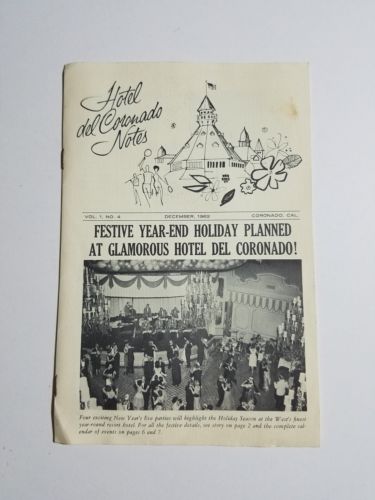 Hotel
del Coronado
Notes
VOL. 1, NO. 4 DECEMBER, 1962 CORONADO, CAL.
FESTIVE YEAR-END HOLIDAY PLANNED
AT GLAMOROUS HOTEL DEL CORONADO!
Four exciting New Year's Eve parties will highlight the Holiday Season at the West's finest
year-round resort hotel. For all the festive details, see story on page 2 and the complete cal-
endar of events on pages 6 and 7.